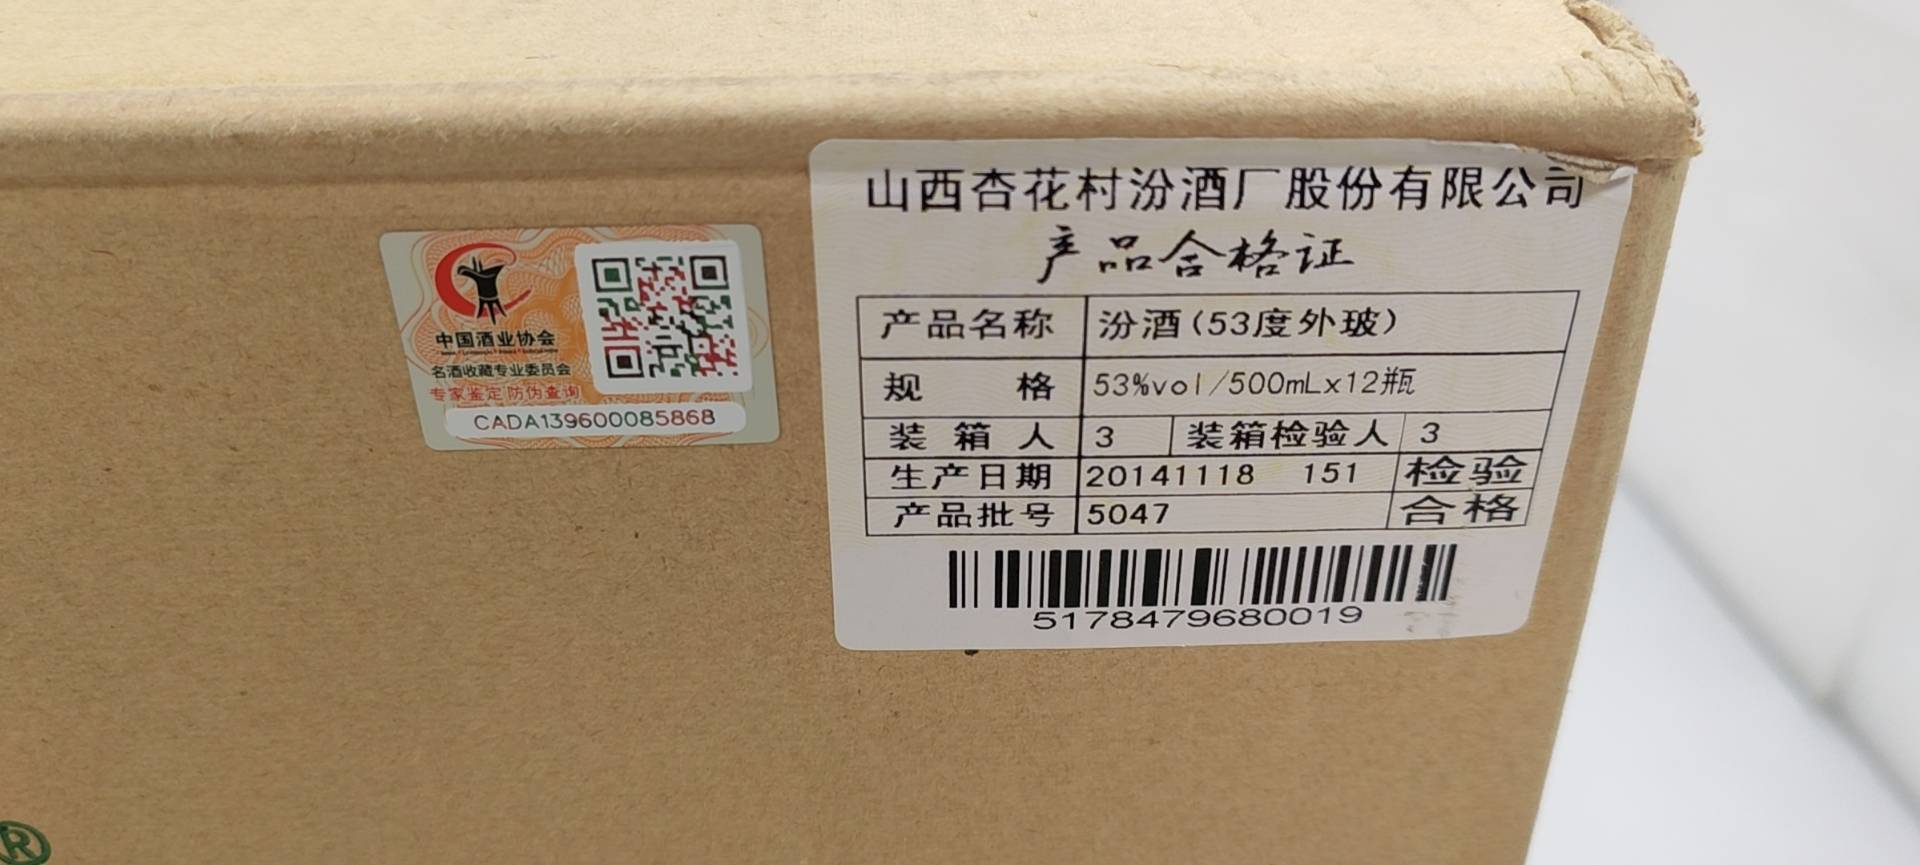 中国酒业协会
名酒收藏专业委员会
专家鉴定 防伪查询
CADA139600085868
山西杏花村汾酒厂股份有限公司
产品合格证
产品名称 汾酒(53度外玻)
规 格 53%vol/500mLx12瓶
装箱人 3 装箱检验人 3
生产日期 20141118 151 检验
产品批号 5047 合格
5178479680019
®